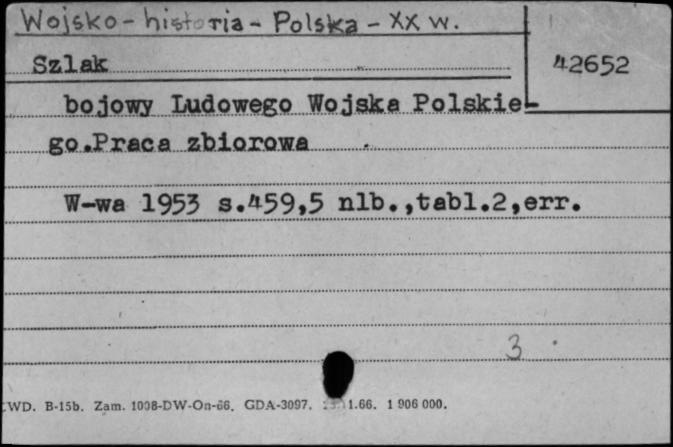 Wojsko - historia - Polska - XX w.
Szlak
42652
bojowy Ludowego Wojska Polskie-
go.Praca zbiorowa
W-wa 1953 s.459,5 nlb.,tabl.2,err.
3
WD. B-15b. Zam. 1098-DW-On-66. GDA-3097. 1.66. 1 906 000.